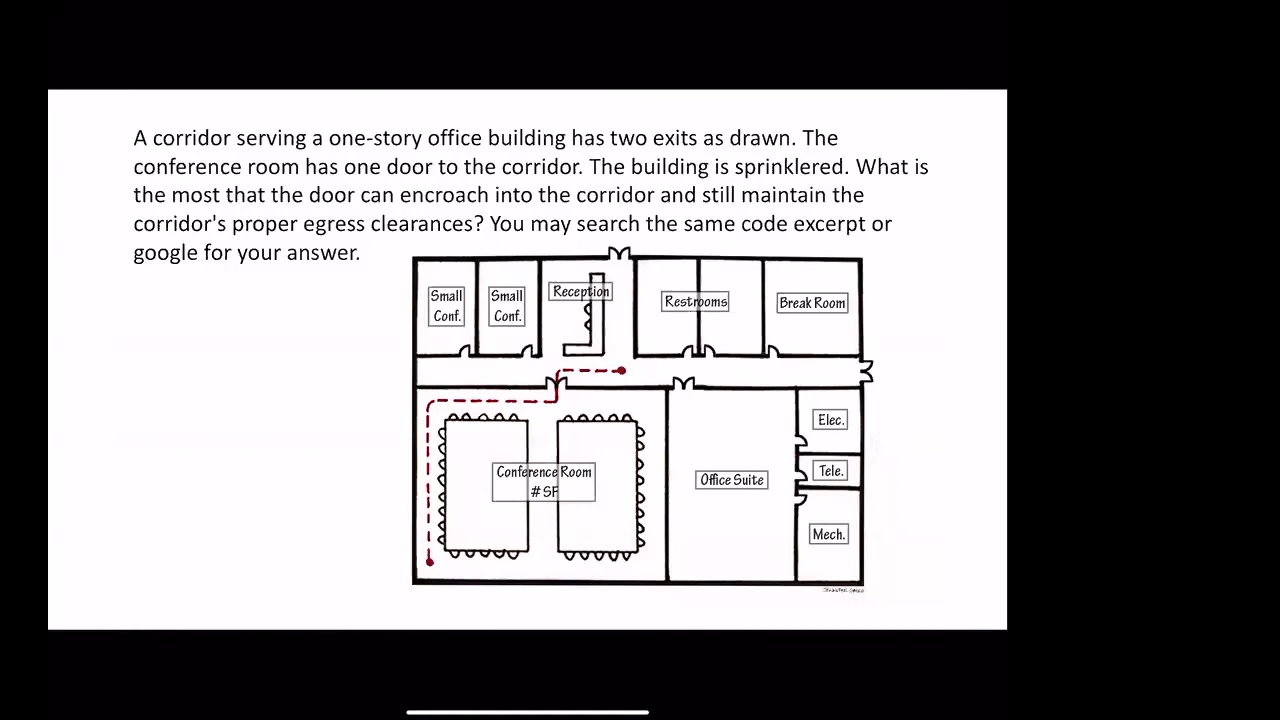 A corridor serving a one-story office building has two exits as drawn. The
conference room has one door to the corridor. The building is sprinklered. What is
the most that the door can encroach into the corridor and still maintain the
corridor's proper egress clearances? You may search the same code excerpt or
google for your answer.
Small
Conf.
Small
Conf.
Reception
Restrooms
Break Room
Conference Room
#SF
Office Suite
Elec.
Tele.
Mech.